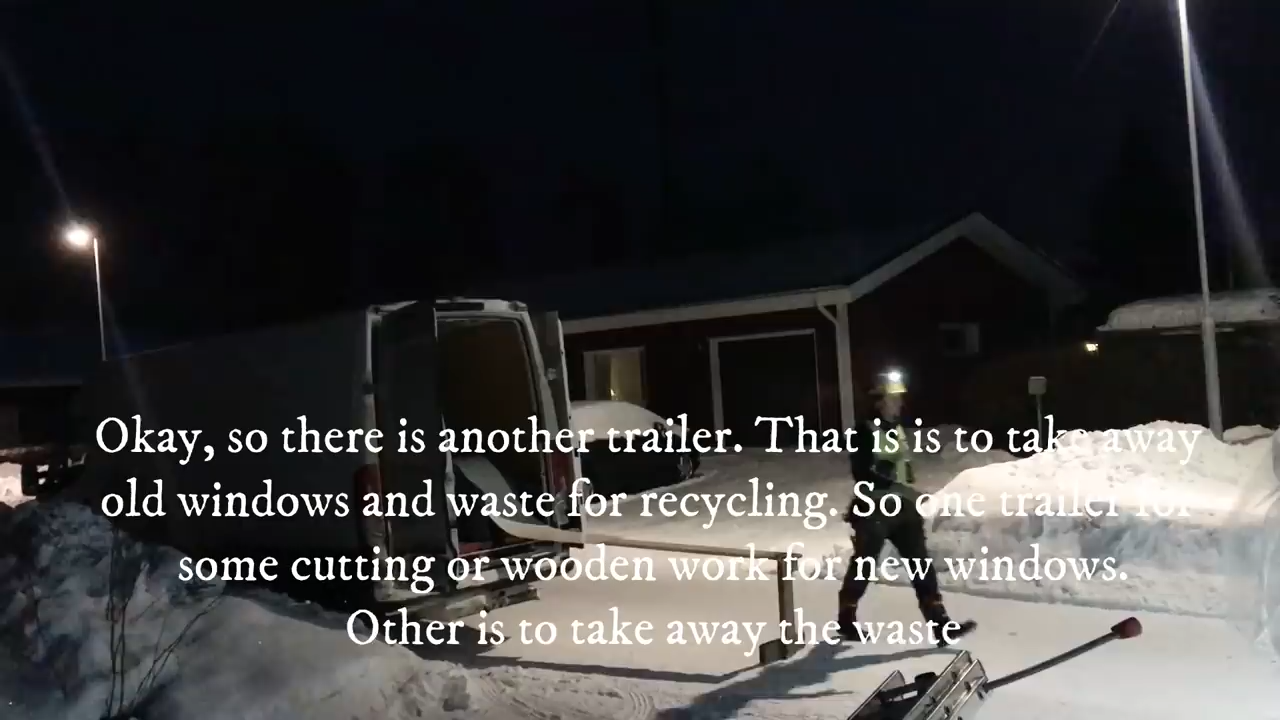 Okay, so there is another trailer. That is is to take away
old windows and waste for recycling. So one trailer for
some cutting or wooden work for new windows.
Other is to take away the waste